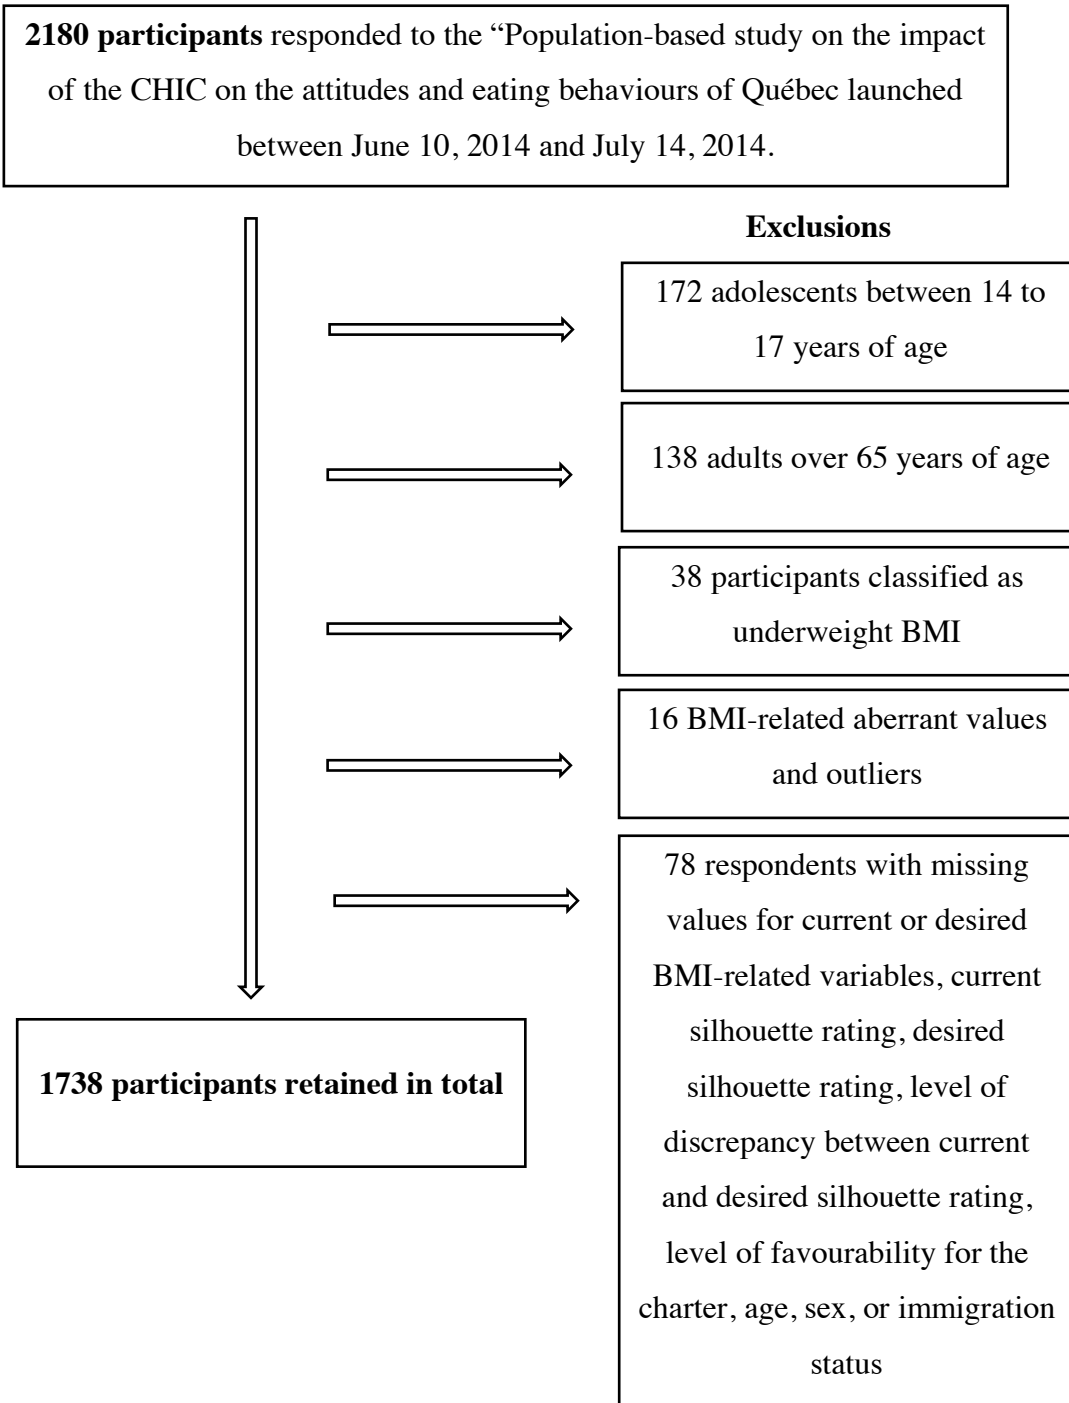 2180 participants responded to the “Population-based study on the impact
of the CHIC on the attitudes and eating behaviours of Québec launched
between June 10, 2014 and July 14, 2014.
Exclusions
172 adolescents between 14 to
17 years of age
138 adults over 65 years of age
38 participants classified as
underweight BMI
16 BMI-related aberrant values
and outliers
78 respondents with missing
values for current or desired
BMI-related variables, current
silhouette rating, desired
silhouette rating, level of
discrepancy between current
and desired silhouette rating,
level of favourability for the
charter, age, sex, or immigration
status
1738 participants retained in total